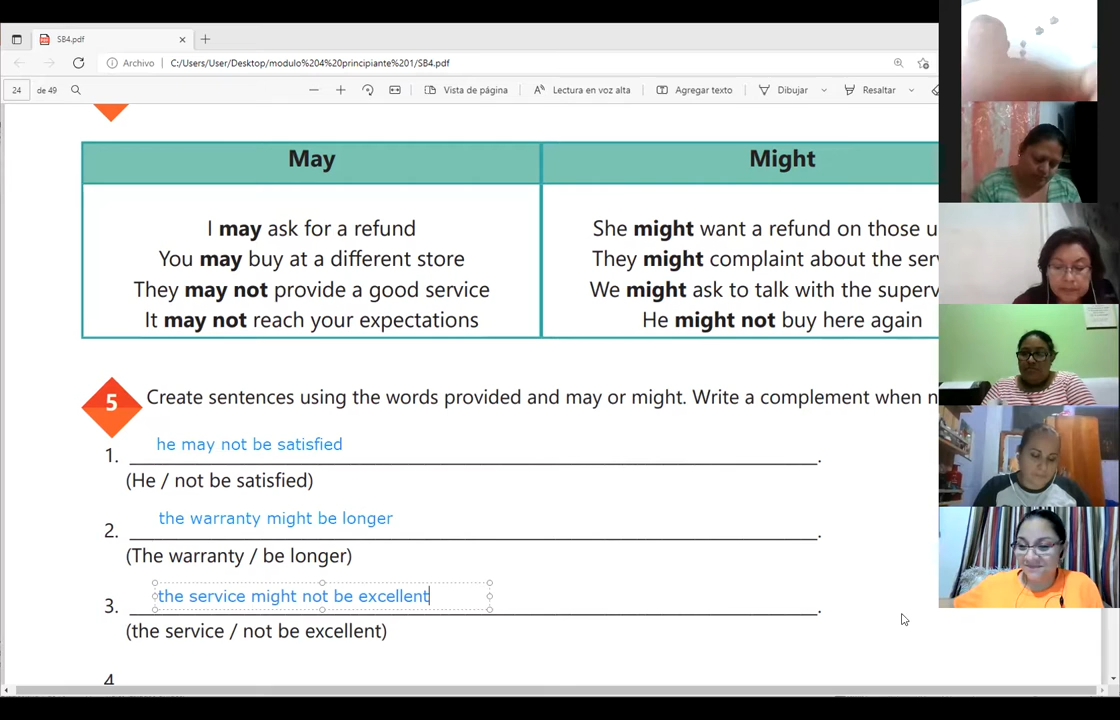 SB4.pdf
Archivo C:/Users/User/Desktop/modulo%204%20principiante%201/SB4.pdf
24 de 49 Vista de página Lectura en voz alta Agregar texto Dibujar Resaltar
May Might
I may ask for a refund
You may buy at a different store
They may not provide a good service
It may not reach your expectations
She might want a refund on those u
They might complaint about the ser
We might ask to talk with the superv
He might not buy here again
5 Create sentences using the words provided and may or might. Write a complement when n
1. he may not be satisfied .
(He / not be satisfied)
2. the warranty might be longer .
(The warranty / be longer)
3. the service might not be excellent .
(the service / not be excellent)
4